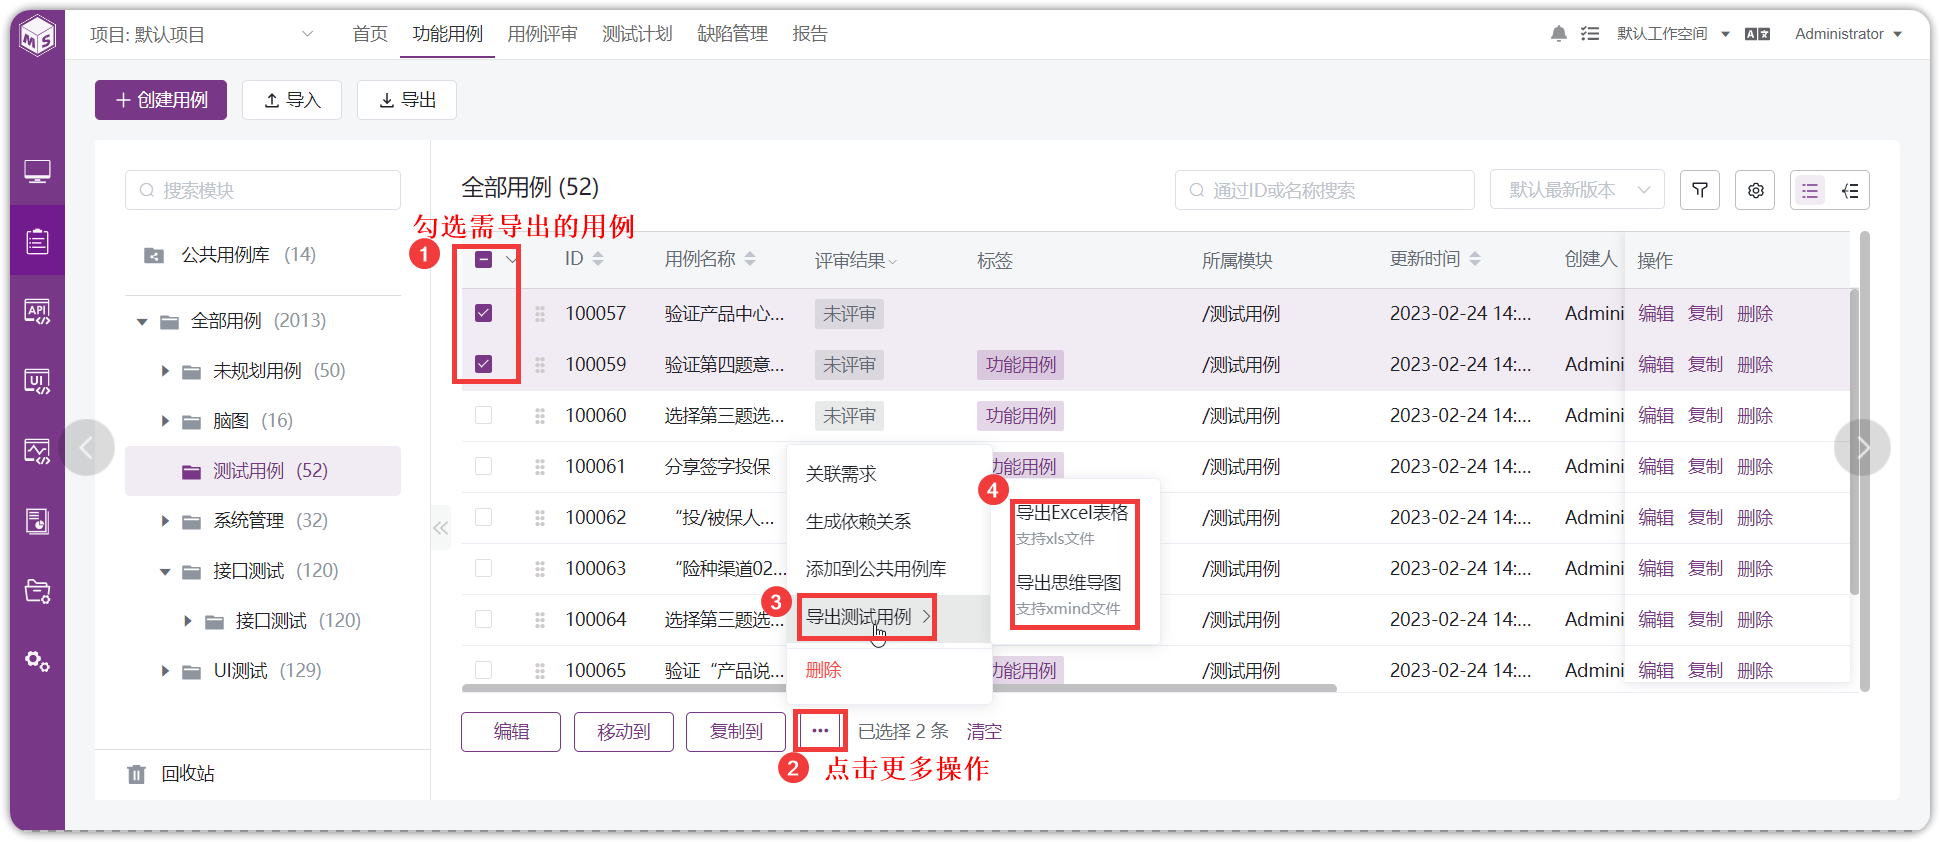 项目: 默认项目
首页 功能用例 用例评审 测试计划 缺陷管理 报告
默认工作空间
Administrator
创建用例 导入 导出
搜索模块
公共用例库 (14)
全部用例 (2013)
未规划用例 (50)
脑图 (16)
测试用例 (52)
系统管理 (32)
接口测试 (120)
接口测试 (120)
UI测试 (129)
回收站
API
UI
全部用例 (52)
通过ID或名称搜索
默认最新版本
勾选需导出的用例
1
ID 用例名称 评审结果 标签 所属模块 更新时间 创建人 操作
100057 验证产品中心... 未评审 /测试用例 2023-02-24 14:... Admini 编辑 复制 删除
100059 验证第四题意... 未评审 功能用例 /测试用例 2023-02-24 14:... Admini 编辑 复制 删除
100060 选择第三题选... 未评审 功能用例 /测试用例 2023-02-24 14:... Admini 编辑 复制 删除
100061 分享签字投保 功能用例 /测试用例 2023-02-24 14:... Admini 编辑 复制 删除
100062 “投/被保人... /测试用例 2023-02-24 14:... Admini 编辑 复制 删除
100063 “险种渠道02... /测试用例 2023-02-24 14:... Admini 编辑 复制 删除
100064 选择第三题选... /测试用例 2023-02-24 14:... Admini 编辑 复制 删除
100065 验证“产品说... 功能用例 /测试用例 2023-02-24 14:... Admini 编辑 复制 删除
关联需求
生成依赖关系
添加到公共用例库
3
导出测试用例
删除
4
导出Excel表格
支持xls文件
导出思维导图
支持xmind文件
编辑 移动到 复制到 ••• 已选择 2 条 清空
2 点击更多操作